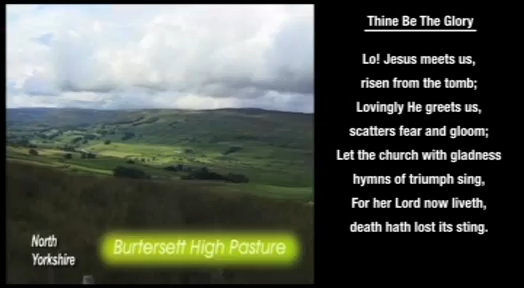 Thine Be The Glory
Lo! Jesus meets us,
risen from the tomb;
Lovingly He greets us,
scatters fear and gloom;
Let the church with gladness
hymns of triumph sing,
For her Lord now liveth,
death hath lost its sting.
North
Yorkshire
Burtersett High Pasture